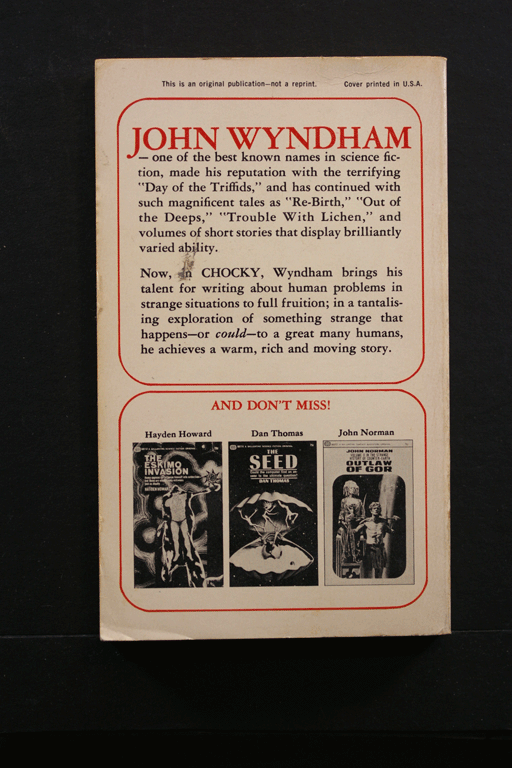 This is an original publication—not a reprint. Cover printed in U.S.A.
JOHN WYNDHAM
— one of the best known names in science fic-
tion, made his reputation with the terrifying
"Day of the Triffids," and has continued with
such magnificent tales as "Re-Birth," "Out of
the Deeps," "Trouble With Lichen," and
volumes of short stories that display brilliantly
varied ability.
Now, in CHOCKY, Wyndham brings his
talent for writing about human problems in
strange situations to full fruition; in a tantalis-
ing exploration of something strange that
happens—or could—to a great many humans,
he achieves a warm, rich and moving story.
AND DON'T MISS!
Hayden Howard
THE
ESKIMO
INVASION
HAYDEN HOWARD
Dan Thomas
THE
SEED
DAN THOMAS
John Norman
JOHN NORMAN
OUTLAW
OF GOR